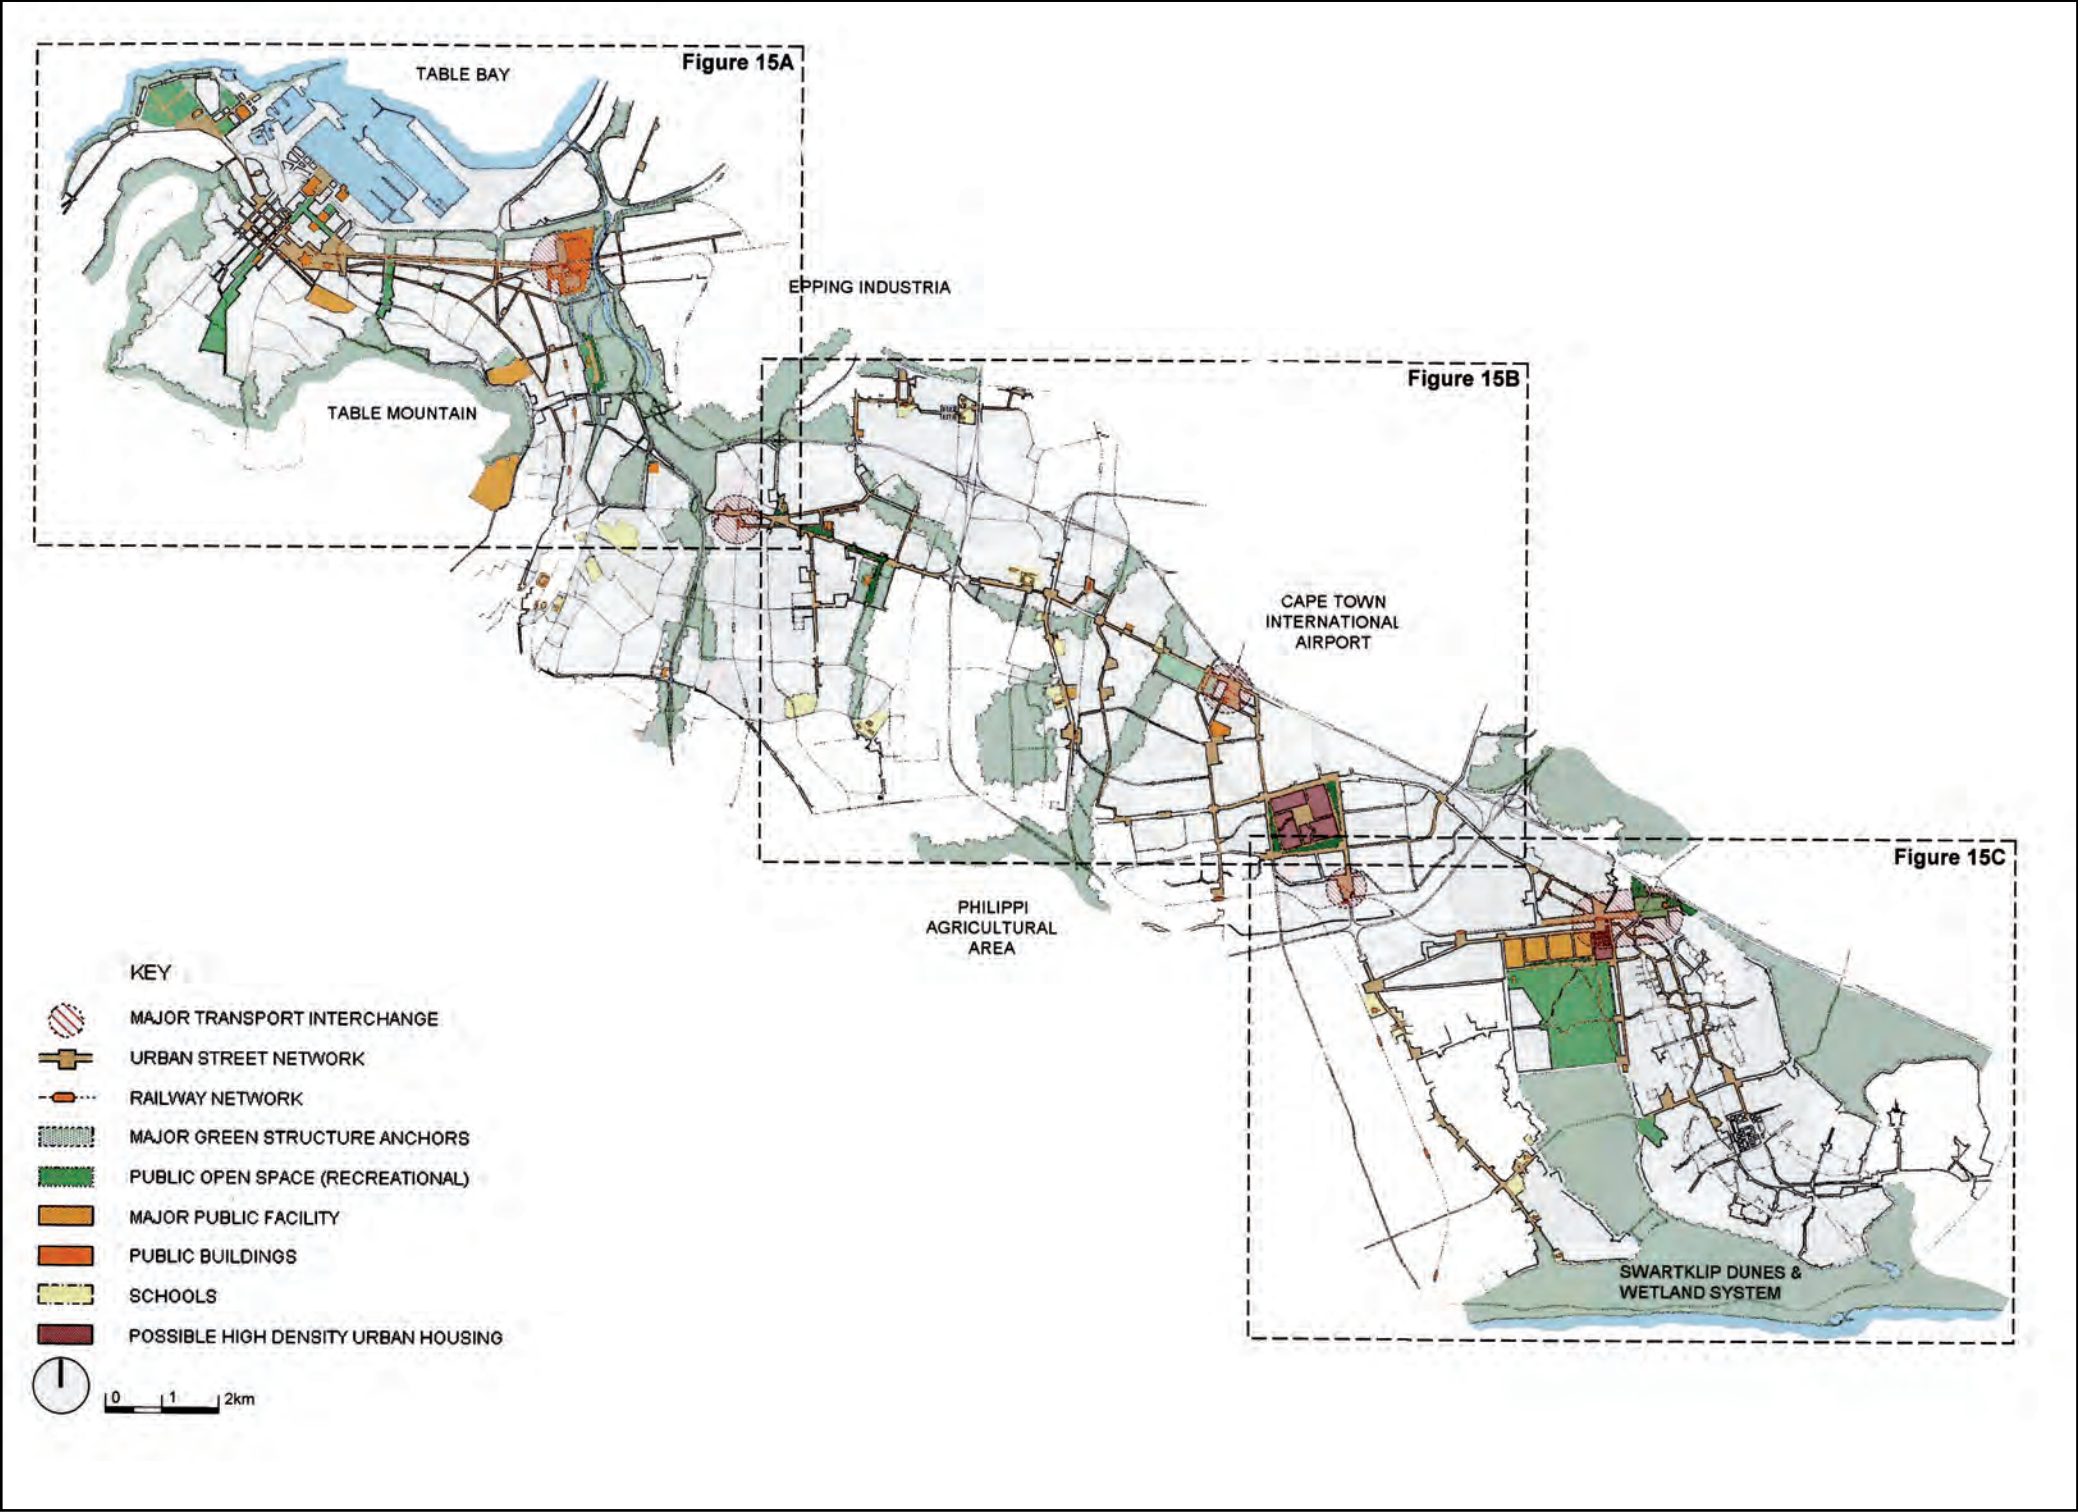 Figure 15A
TABLE BAY
EPPING INDUSTRIA
Figure 15B
TABLE MOUNTAIN
CAPE TOWN
INTERNATIONAL
AIRPORT
Figure 15C
PHILIPPI
AGRICULTURAL
AREA
SWARTKLIP DUNES &
WETLAND SYSTEM
KEY
MAJOR TRANSPORT INTERCHANGE
URBAN STREET NETWORK
RAILWAY NETWORK
MAJOR GREEN STRUCTURE ANCHORS
PUBLIC OPEN SPACE (RECREATIONAL)
MAJOR PUBLIC FACILITY
PUBLIC BUILDINGS
SCHOOLS
POSSIBLE HIGH DENSITY URBAN HOUSING
0 1 2km